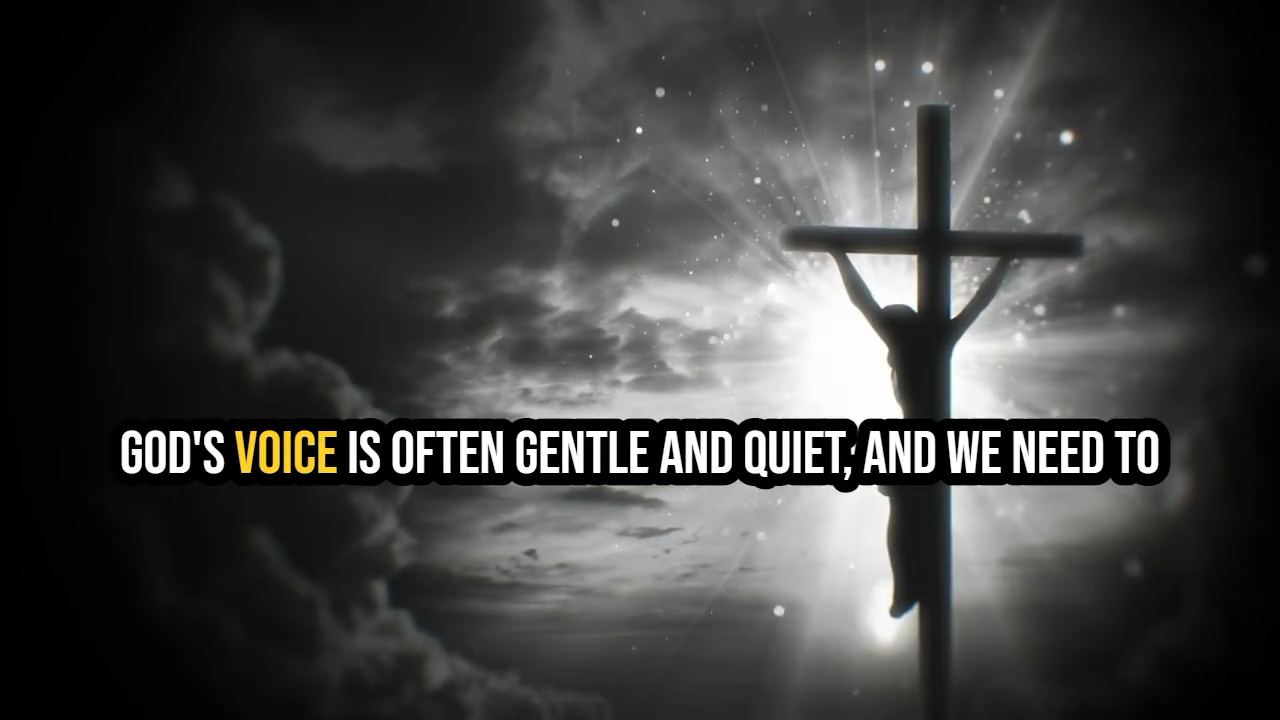 GOD'S VOICE IS OFTEN GENTLE AND QUIET, AND WE NEED TO